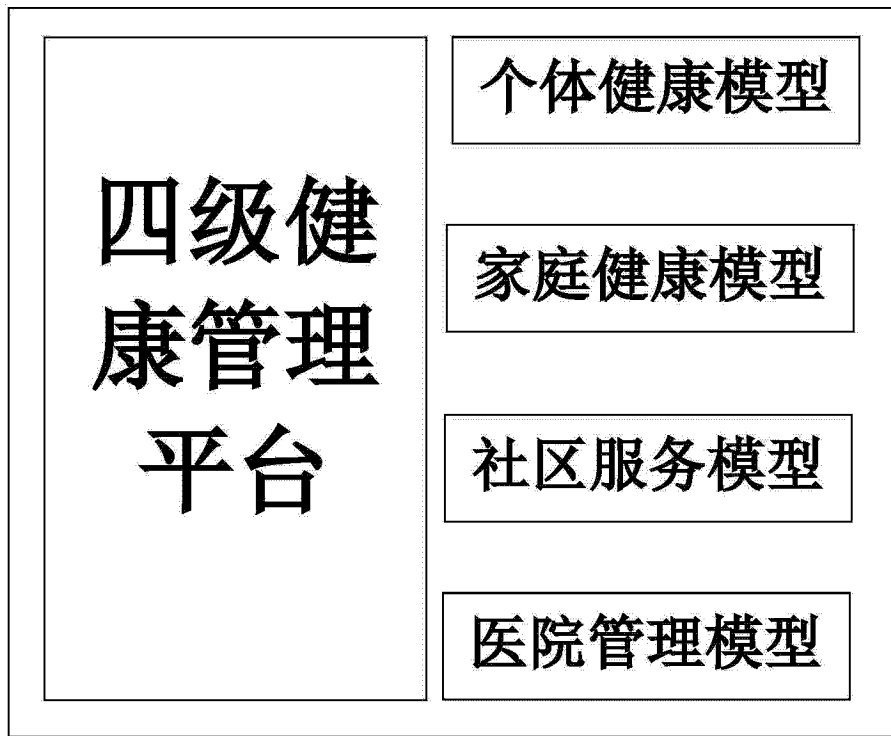 四级健
康管理
平台
个体健康模型
家庭健康模型
社区服务模型
医院管理模型